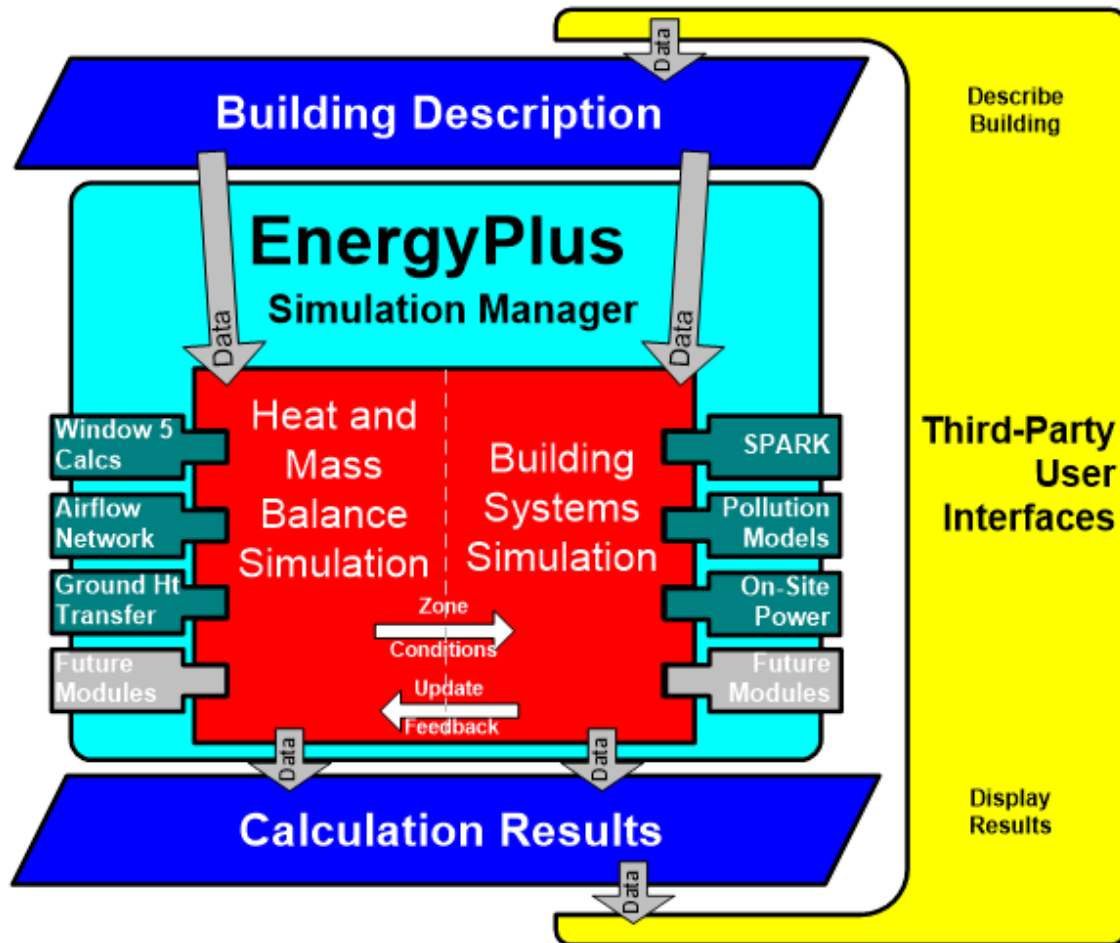 Data
Building Description
Describe
Building
EnergyPlus
Simulation Manager
Data
Data
Heat and
Mass
Balance
Simulation
Building
Systems
Simulation
Window 5
Calcs
Airflow
Network
Ground Ht
Transfer
Future
Modules
SPARK
Pollution
Models
On-Site
Power
Future
Modules
Zone
Conditions
Update
Feedback
Third-Party
User
Interfaces
Data
Data
Calculation Results
Display
Results
Data